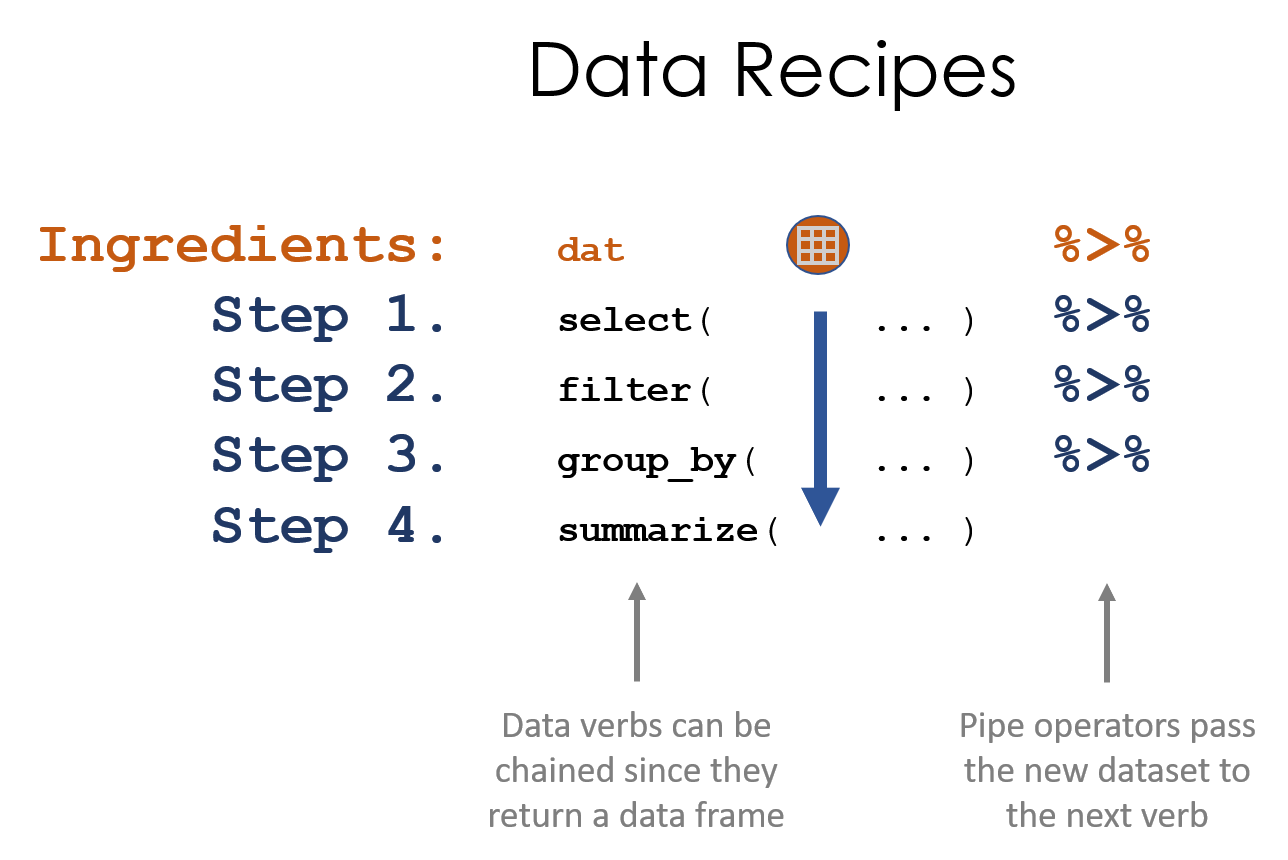 Data Recipes
Ingredients: dat %>%
Step 1. select( ... ) %>%
Step 2. filter( ... ) %>%
Step 3. group_by( ... ) %>%
Step 4. summarize( ... )
Data verbs can be
chained since they
return a data frame
Pipe operators pass
the new dataset to
the next verb